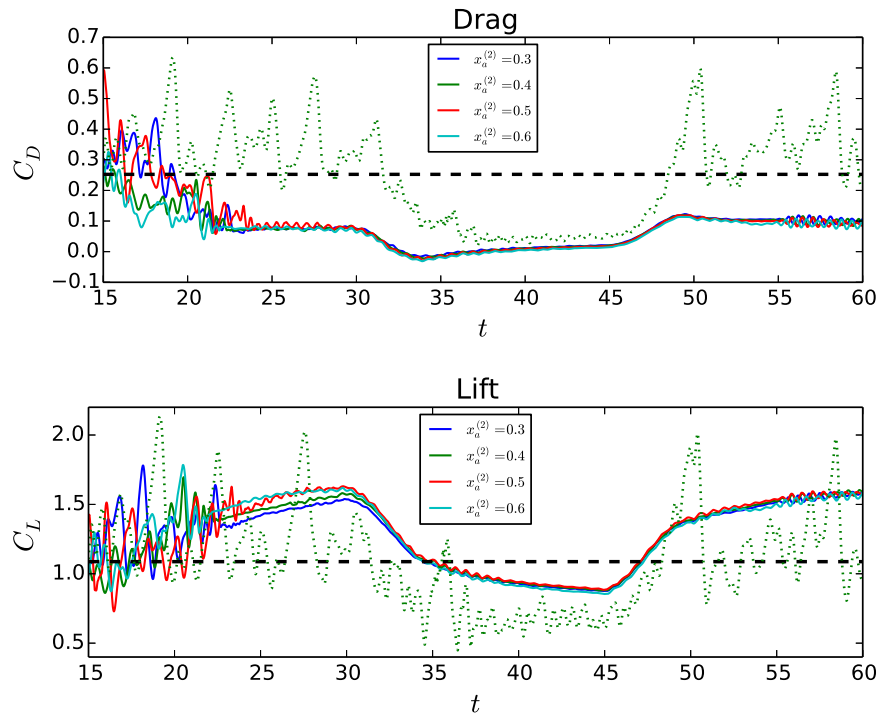 Drag
0.7
0.6
0.5
0.4
0.3
0.2
0.1
0.0
−0.1
C_D
x_a^{(2)} =0.3
x_a^{(2)} =0.4
x_a^{(2)} =0.5
x_a^{(2)} =0.6
15 20 25 30 35 40 45 50 55 60
t
Lift
2.0
1.5
1.0
0.5
C_L
x_a^{(2)} =0.3
x_a^{(2)} =0.4
x_a^{(2)} =0.5
x_a^{(2)} =0.6
15 20 25 30 35 40 45 50 55 60
t